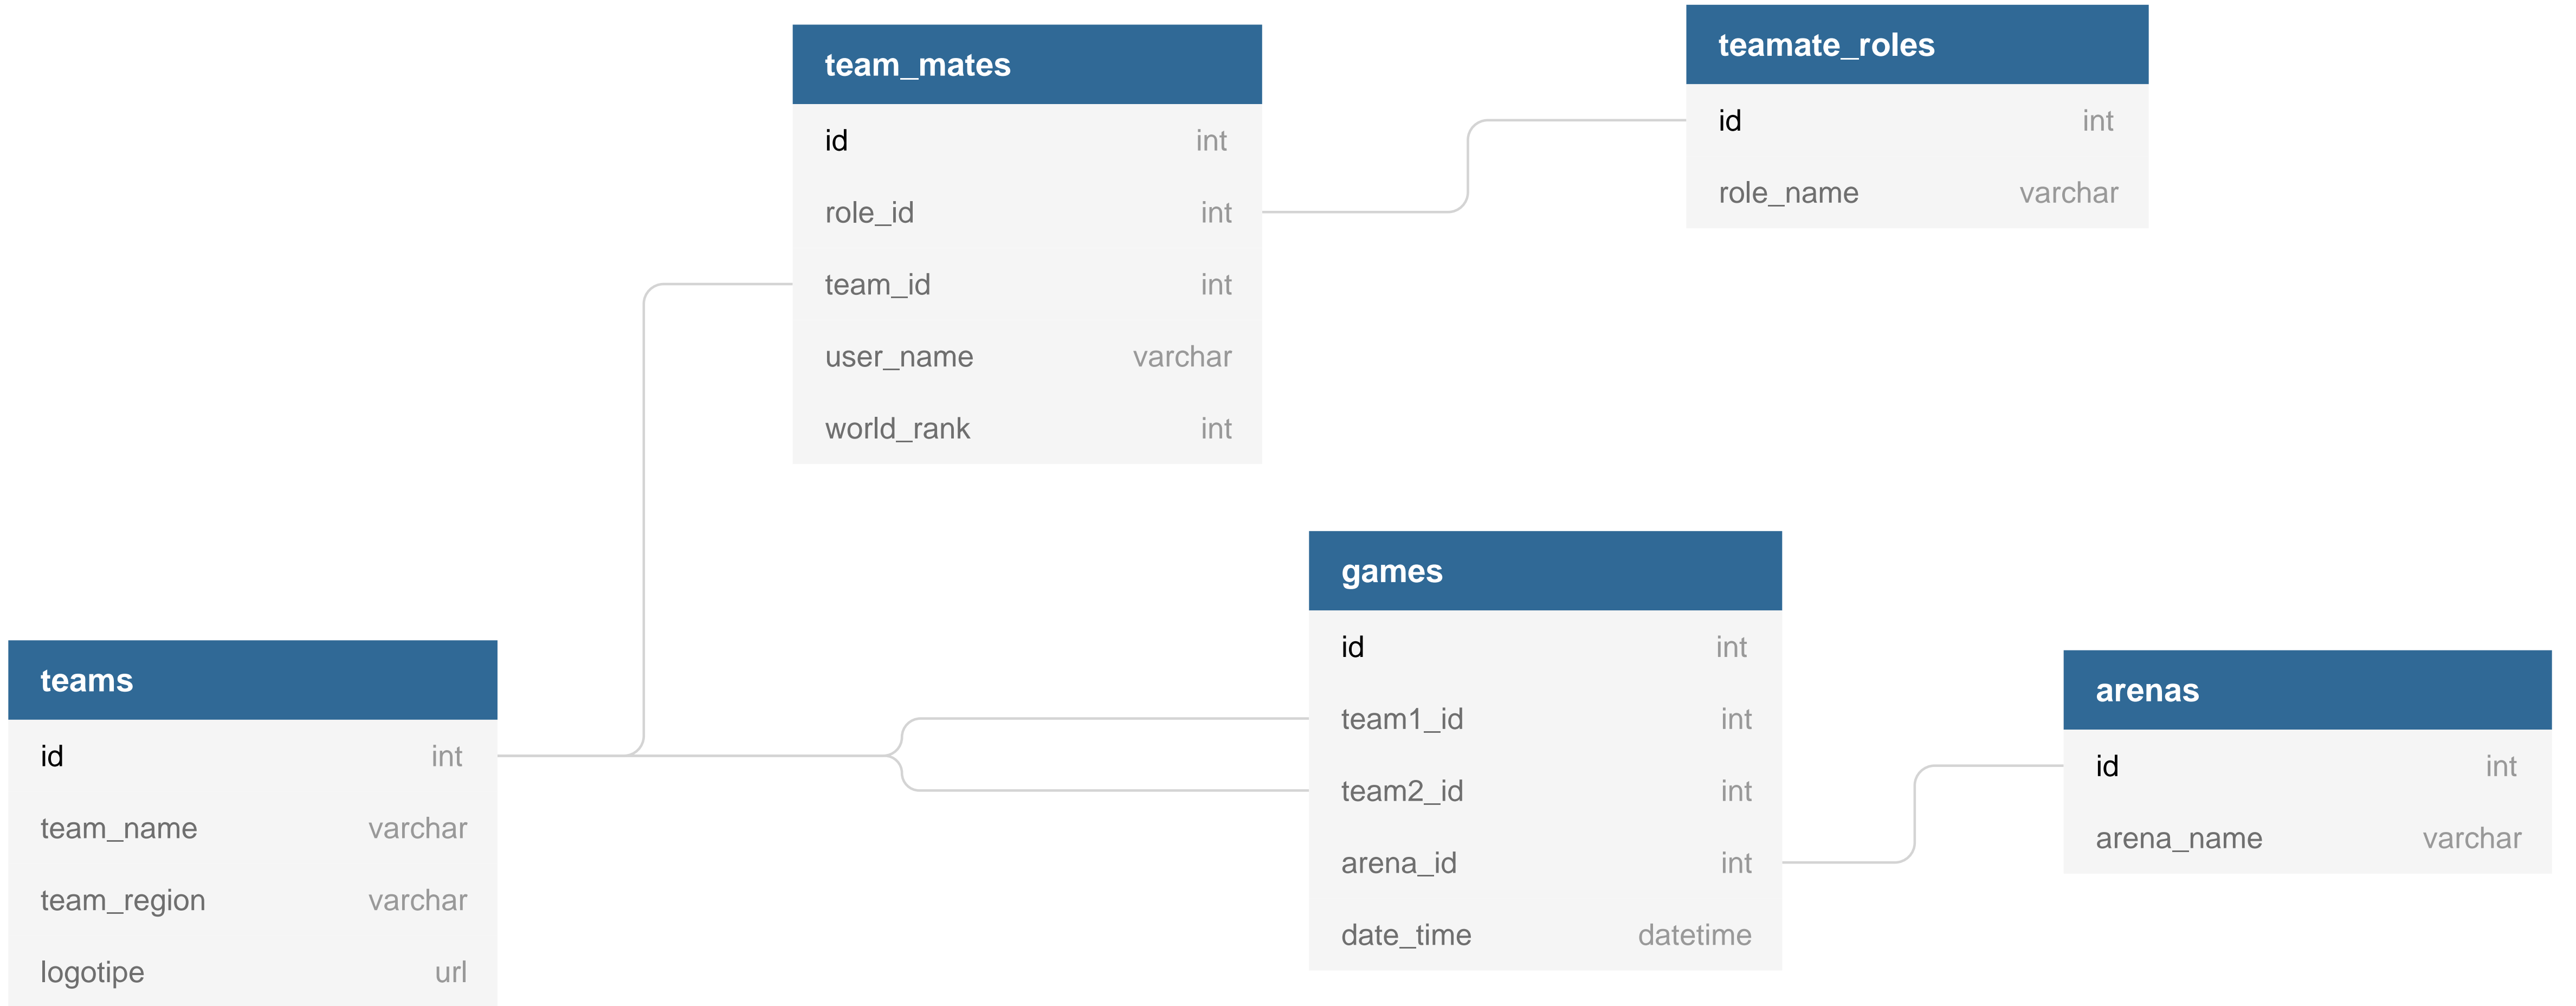 team_mates
id int
role_id int
team_id int
user_name varchar
world_rank int
teamate_roles
id int
role_name varchar
teams
id int
team_name varchar
team_region varchar
logotipe url
games
id int
team1_id int
team2_id int
arena_id int
date_time datetime
arenas
id int
arena_name varchar